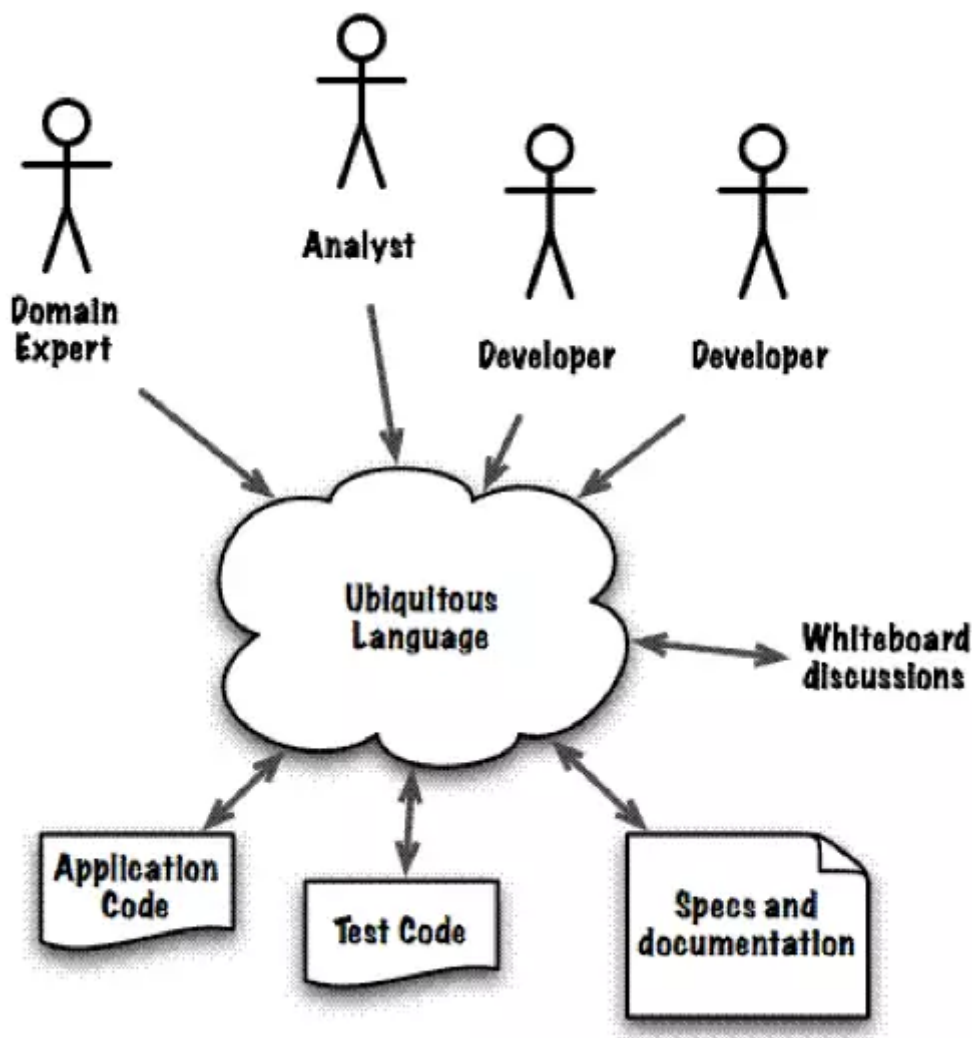 Analyst
Domain
Expert
Developer
Developer
Ubiquitous
Language
Whiteboard
discussions
Application
Code
Test Code
Specs and
documentation